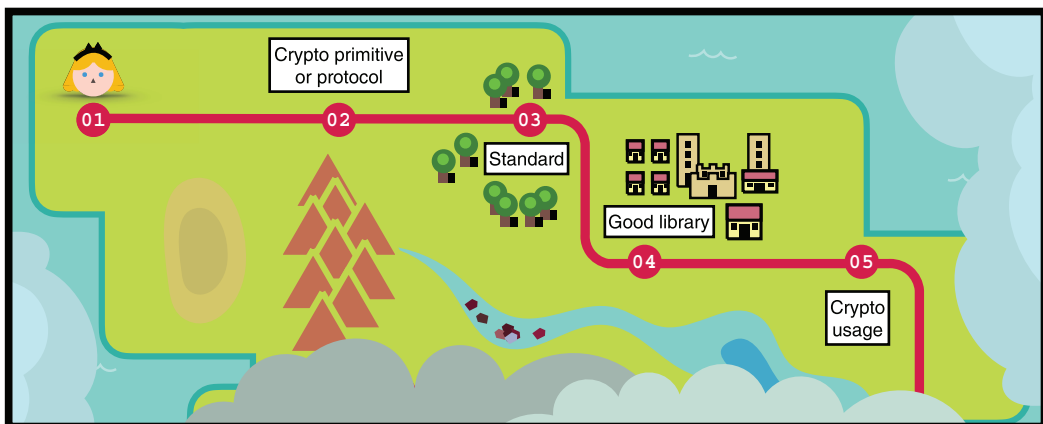 Crypto primitive
or protocol
01
02
03
Standard
Good library
04
05
Crypto
usage